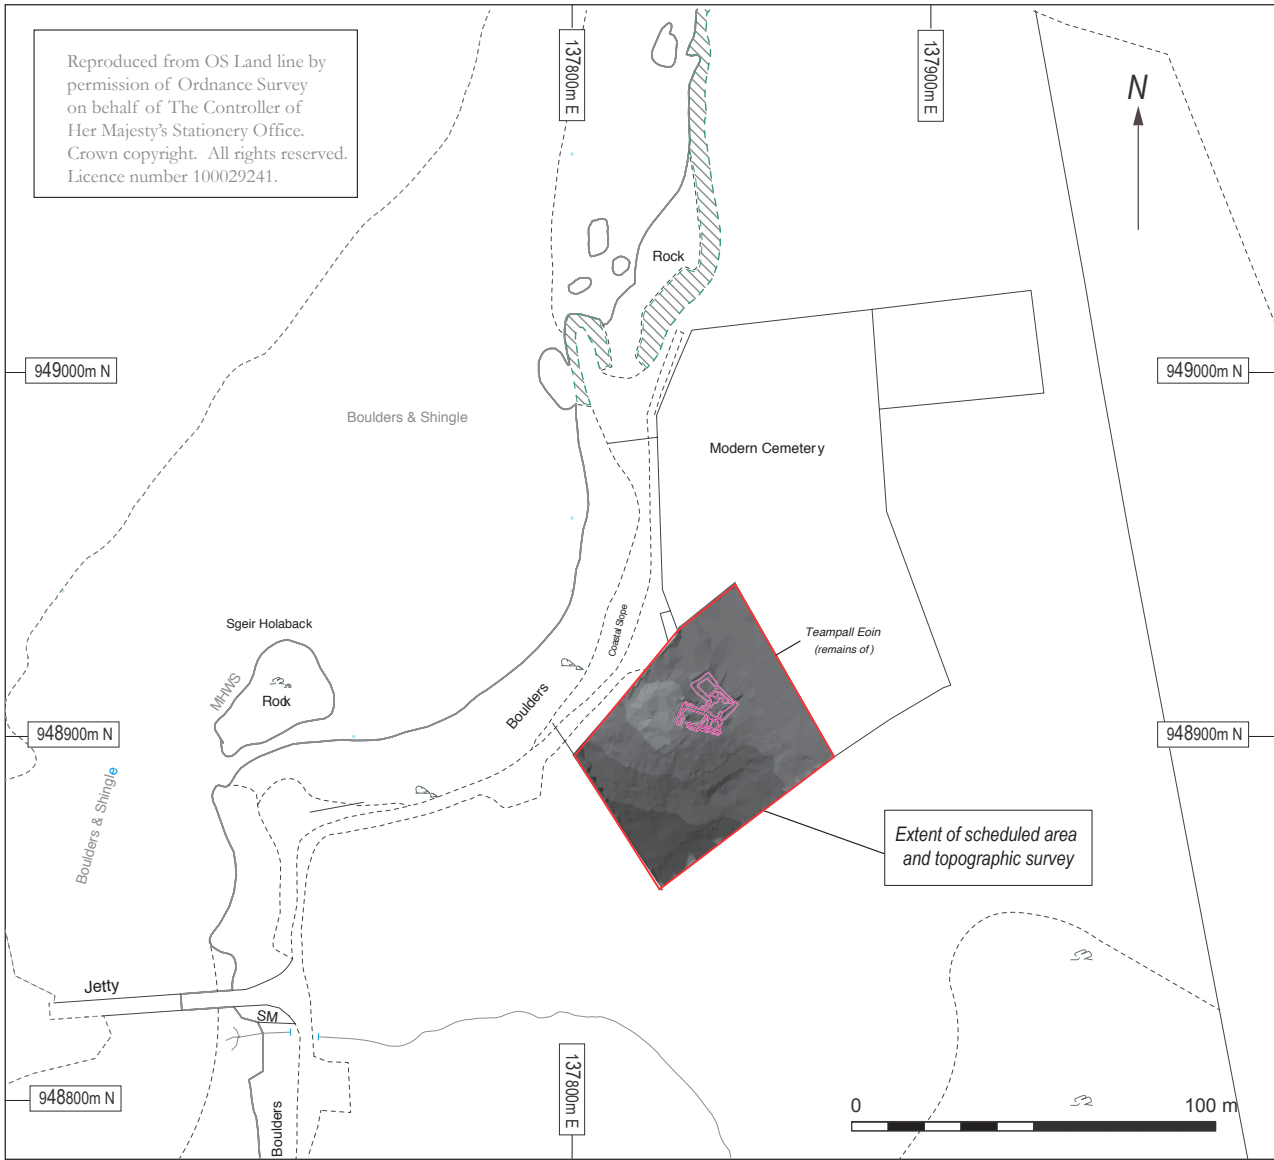 Reproduced from OS Land line by
permission of Ordnance Survey
on behalf of The Controller of
Her Majesty's Stationery Office.
Crown copyright. All rights reserved.
Licence number 100029241.
137800m E
137900m E
N
Rock
949000m N
949000m N
Boulders & Shingle
Modern Cemetery
Coastal Slope
Sgeir Holaback
Teampall Eoin
(remains of)
MHWS
Rock
Boulders
948900m N
948900m N
Boulders & Shingle
Extent of scheduled area
and topographic survey
Jetty
SM
137800m E
948800m N
Boulders
0
100 m